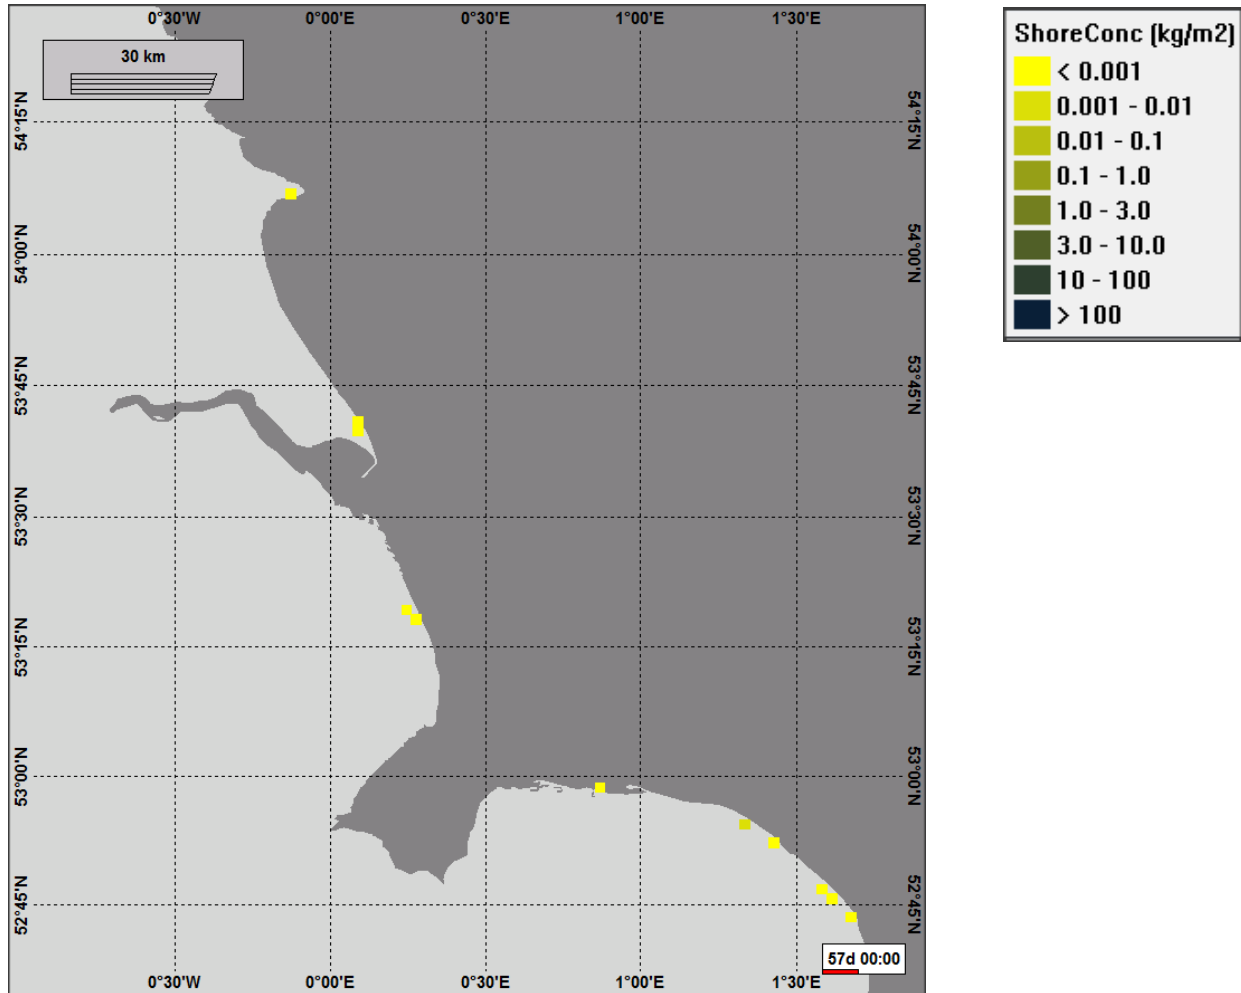 0°30'W 0°00'E 0°30'E 1°00'E 1°30'E
30 km
54°15'N 54°15'N
54°00'N 54°00'N
53°45'N 53°45'N
53°30'N 53°30'N
53°15'N 53°15'N
53°00'N 53°00'N
52°45'N 52°45'N
57d 00:00
0°30'W 0°00'E 0°30'E 1°00'E 1°30'E
ShoreConc (kg/m2)
< 0.001
0.001 - 0.01
0.01 - 0.1
0.1 - 1.0
1.0 - 3.0
3.0 - 10.0
10 - 100
> 100